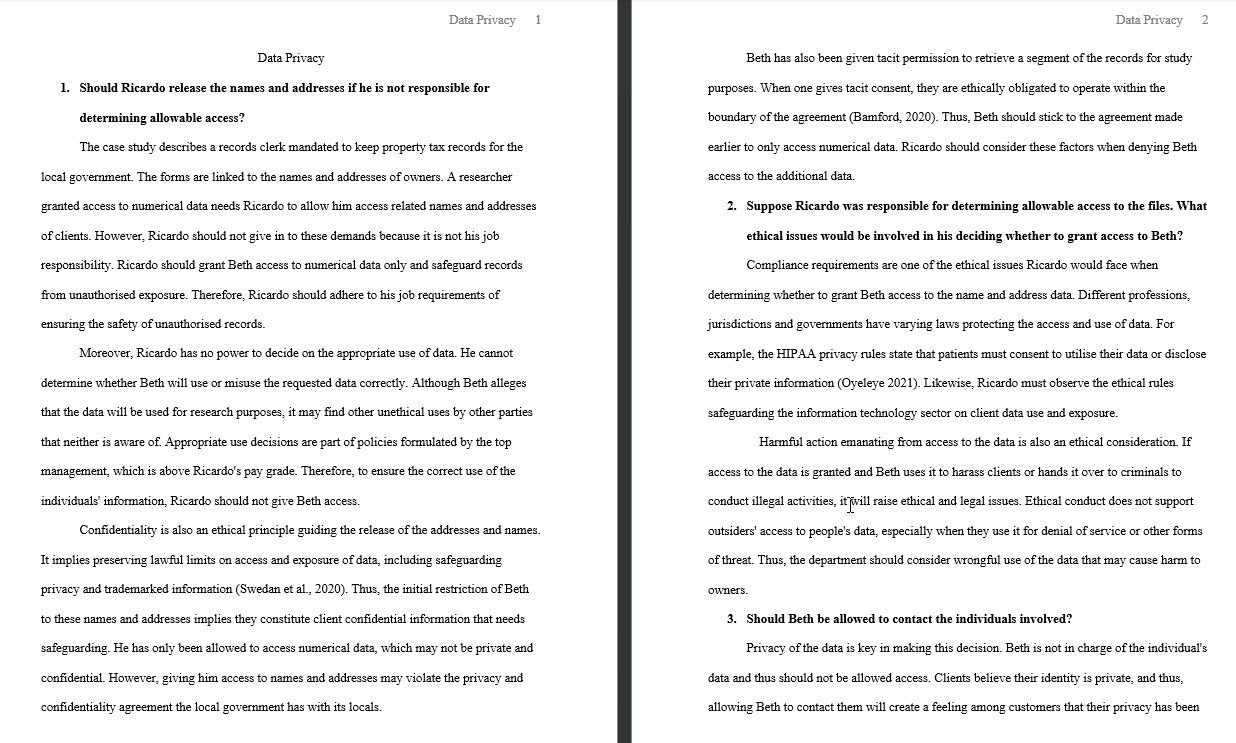 Data Privacy 1
Data Privacy
1. Should Ricardo release the names and addresses if he is not responsible for
determining allowable access?
The case study describes a records clerk mandated to keep property tax records for the
local government. The forms are linked to the names and addresses of owners. A researcher
granted access to numerical data needs Ricardo to allow him access related names and addresses
of clients. However, Ricardo should not give in to these demands because it is not his job
responsibility. Ricardo should grant Beth access to numerical data only and safeguard records
from unauthorised exposure. Therefore, Ricardo should adhere to his job requirements of
ensuring the safety of unauthorised records.
Moreover, Ricardo has no power to decide on the appropriate use of data. He cannot
determine whether Beth will use or misuse the requested data correctly. Although Beth alleges
that the data will be used for research purposes, it may find other unethical uses by other parties
that neither is aware of. Appropriate use decisions are part of policies formulated by the top
management, which is above Ricardo's pay grade. Therefore, to ensure the correct use of the
individuals' information, Ricardo should not give Beth access.
Confidentiality is also an ethical principle guiding the release of the addresses and names.
It implies preserving lawful limits on access and exposure of data, including safeguarding
privacy and trademarked information (Swedan et al., 2020). Thus, the initial restriction of Beth
to these names and addresses implies they constitute client confidential information that needs
safeguarding. He has only been allowed to access numerical data, which may not be private and
confidential. However, giving him access to names and addresses may violate the privacy and
confidentiality agreement the local government has with its locals.
Data Privacy 2
Beth has also been given tacit permission to retrieve a segment of the records for study
purposes. When one gives tacit consent, they are ethically obligated to operate within the
boundary of the agreement (Bamford, 2020). Thus, Beth should stick to the agreement made
earlier to only access numerical data. Ricardo should consider these factors when denying Beth
access to the additional data.
2. Suppose Ricardo was responsible for determining allowable access to the files. What
ethical issues would be involved in his deciding whether to grant access to Beth?
Compliance requirements are one of the ethical issues Ricardo would face when
determining whether to grant Beth access to the name and address data. Different professions,
jurisdictions and governments have varying laws protecting the access and use of data. For
example, the HIPAA privacy rules state that patients must consent to utilise their data or disclose
their private information (Oyeleye 2021). Likewise, Ricardo must observe the ethical rules
safeguarding the information technology sector on client data use and exposure.
Harmful action emanating from access to the data is also an ethical consideration. If
access to the data is granted and Beth uses it to harass clients or hands it over to criminals to
conduct illegal activities, it will raise ethical and legal issues. Ethical conduct does not support
outsiders' access to people's data, especially when they use it for denial of service or other forms
of threat. Thus, the department should consider wrongful use of the data that may cause harm to
owners.
3. Should Beth be allowed to contact the individuals involved?
Privacy of the data is key in making this decision. Beth is not in charge of the individual's
data and thus should not be allowed access. Clients believe their identity is private, and thus,
allowing Beth to contact them will create a feeling among customers that their privacy has been